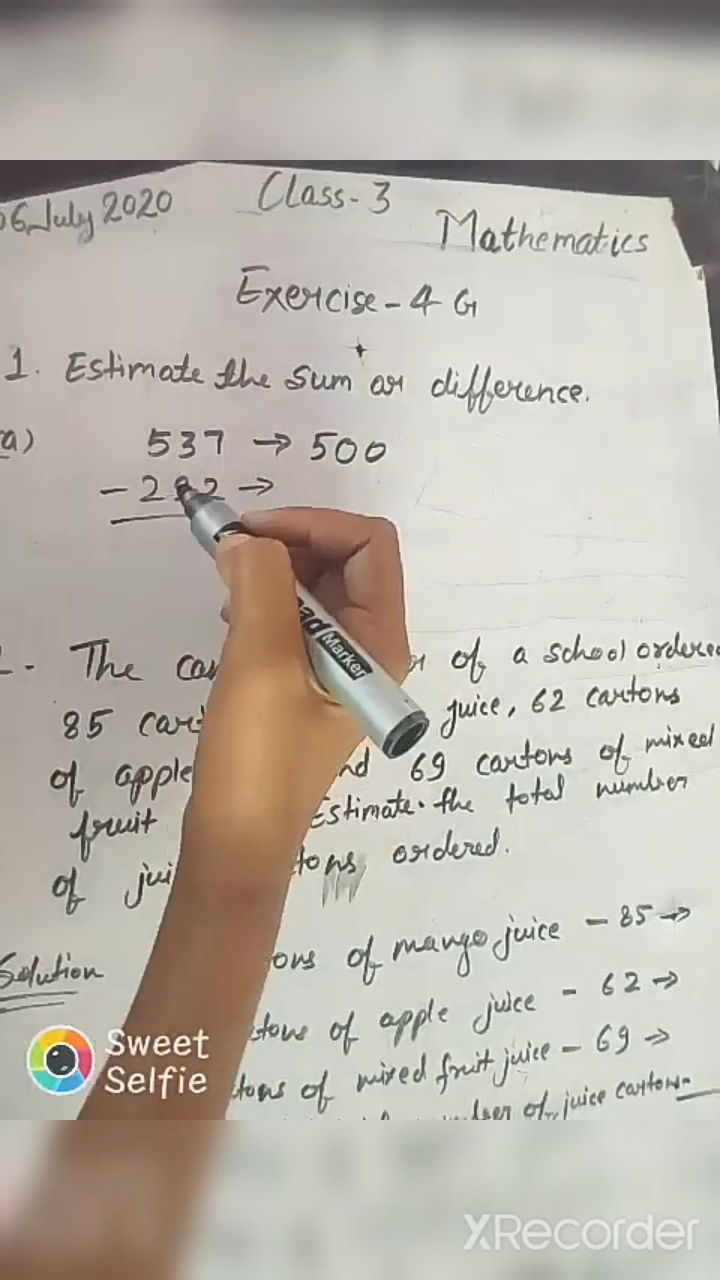 06 July 2020 Class-3 Mathematics
Exercise-4 G
1. Estimate the sum or difference.
(a) 537 → 500
- 2 2 →
The of a school ordered
85 juice, 62 cartons
of apple 69 cartons of mixed
fruit Estimate the total number
of ordered.
Solution of mango juice - 85 →
of apple juice - 62 →
of mixed fruit juice - 69 →
of juice cartons
Sweet
Selfie
Marker
XRecorder